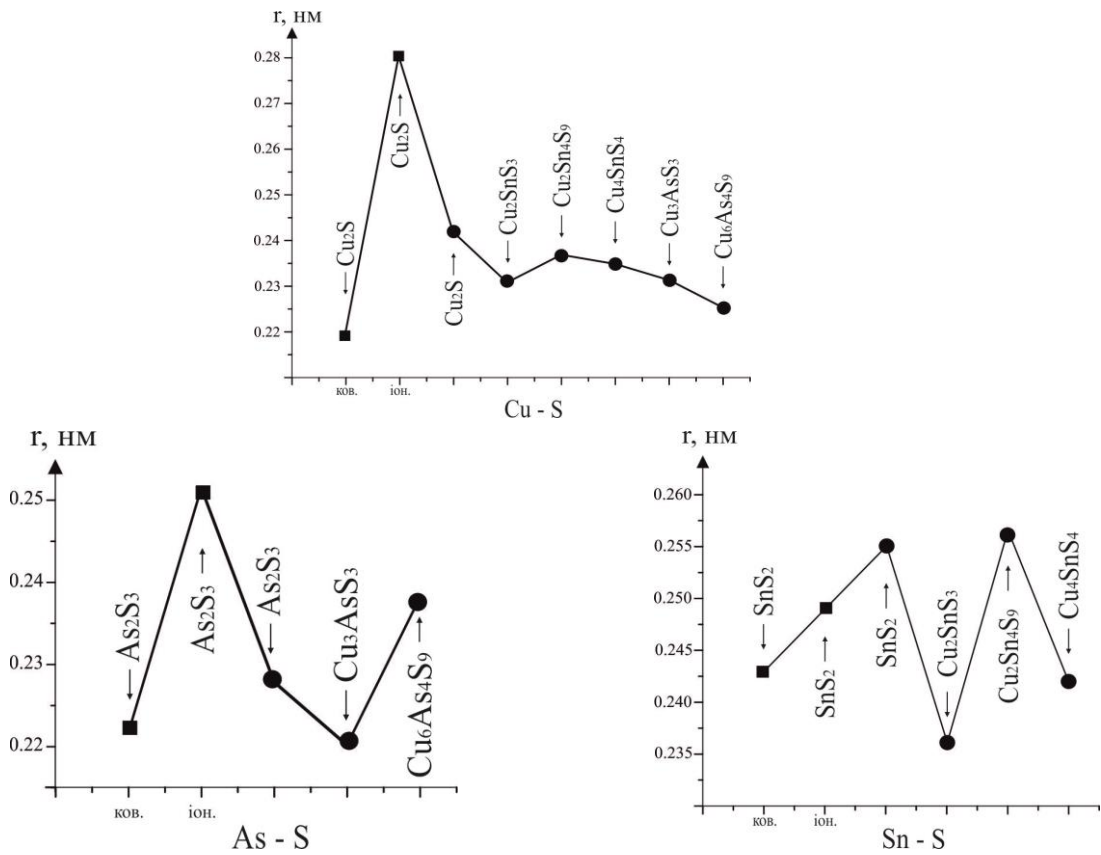 r, нм
0.28
0.27
0.26
0.25
0.24
0.23
0.22
Cu₂S
Cu₂S
Cu₂S
Cu₂SnS₃
Cu₂Sn₄S₉
Cu₄SnS₄
Cu₃AsS₃
Cu₆As₄S₉
ков.
іон.
Cu - S
r, нм
0.25
0.24
0.23
0.22
As₂S₃
As₂S₃
As₂S₃
Cu₃AsS₃
Cu₆As₄S₉
ков.
іон.
As - S
r, нм
0.260
0.255
0.250
0.245
0.240
0.235
SnS₂
SnS₂
SnS₂
Cu₂SnS₃
Cu₂Sn₄S₉
Cu₄SnS₄
ков.
іон.
Sn - S